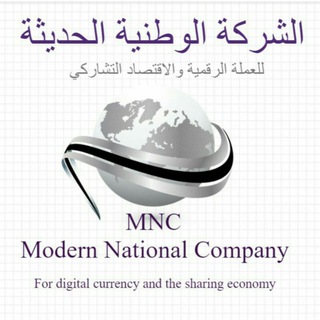 الشركة الوطنية الحديثة
للعملة الرقمية والاقتصاد التشاركي
MNC
Modern National Company
For digital currency and the sharing economy